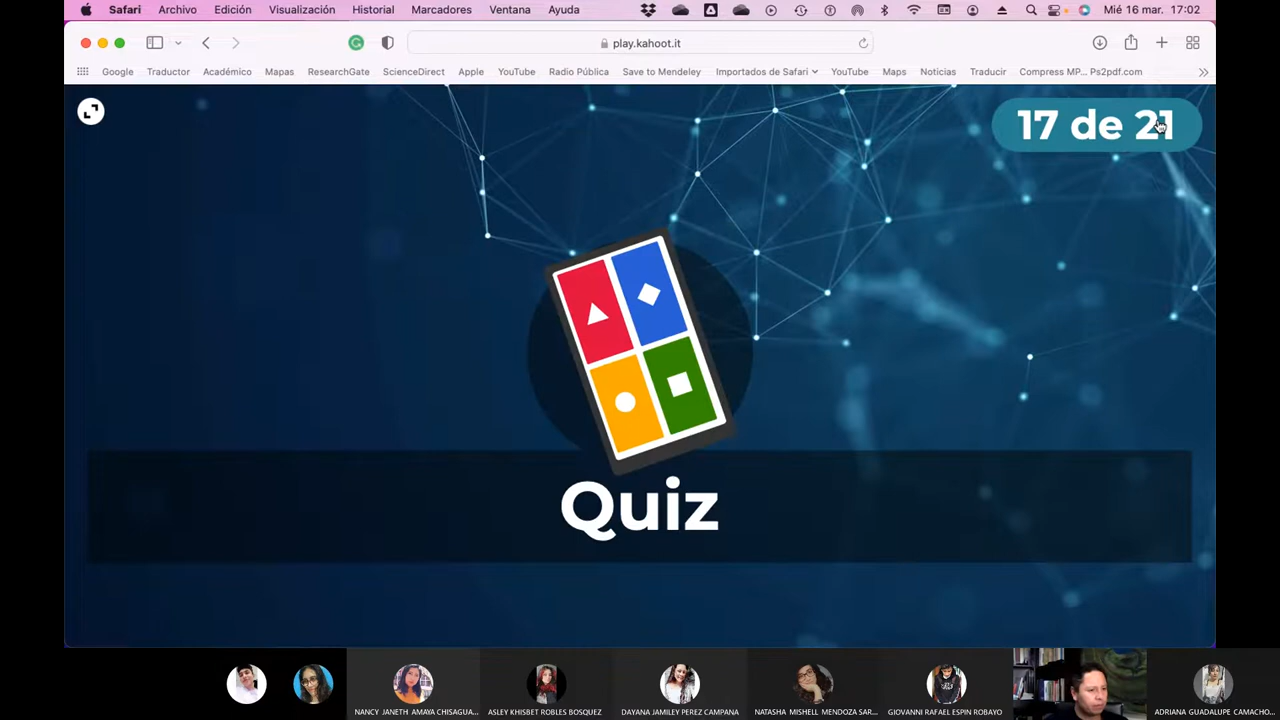 Safari Archivo Edición Visualización Historial Marcadores Ventana Ayuda Mié 16 mar. 17:02
play.kahoot.it
Google Traductor Académico Mapas ResearchGate ScienceDirect Apple YouTube Radio Pública Save to Mendeley Importados de Safari YouTube Maps Noticias Traducir Compress MP... Ps2pdf.com
17 de 21
Quiz
NANCY JANETH AMAYA CHISAGUA... ASLEY KHISBET ROBLES BOSQUEZ DAYANA JAMILEY PEREZ CAMPANA NATASHA MISHELL MENDOZA SAR... GIOVANNI RAFAEL ESPIN ROBAYO ADRIANA GUADALUPE CAMACHO...